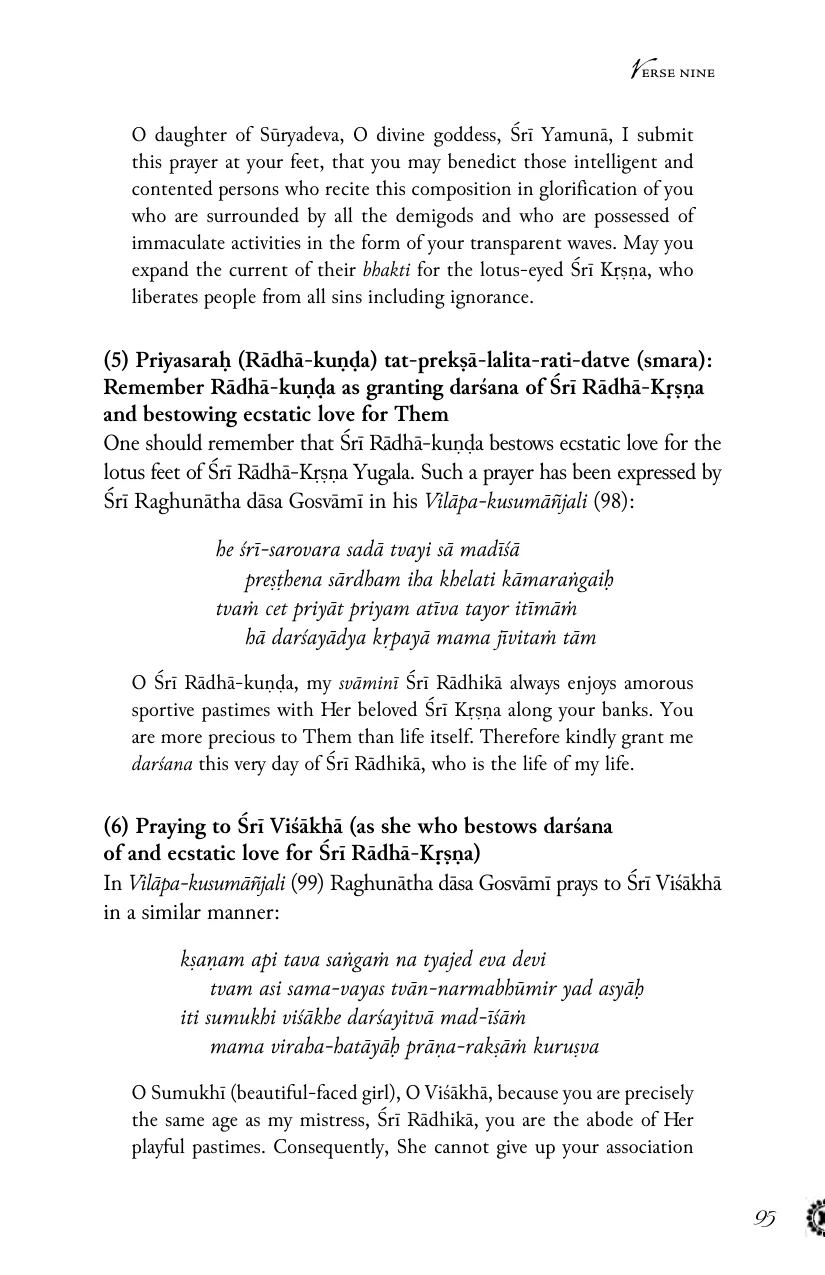 VERSE NINE
O daughter of Sūryadeva, O divine goddess, Śrī Yamunā, I submit
this prayer at your feet, that you may benedict those intelligent and
contented persons who recite this composition in glorification of you
who are surrounded by all the demigods and who are possessed of
immaculate activities in the form of your transparent waves. May you
expand the current of their bhakti for the lotus-eyed Śrī Kṛṣṇa, who
liberates people from all sins including ignorance.
(5) Priyasaraḥ (Rādhā-kuṇḍa) tat-prekṣā-lalita-rati-datve (smara):
Remember Rādhā-kuṇḍa as granting darśana of Śrī Rādhā-Kṛṣṇa
and bestowing ecstatic love for Them
One should remember that Śrī Rādhā-kuṇḍa bestows ecstatic love for the
lotus feet of Śrī Rādhā-Kṛṣṇa Yugala. Such a prayer has been expressed by
Śrī Raghunātha dāsa Gosvāmī in his Vilāpa-kusumāñjali (98):
he śrī-sarovara sadā tvayi sā madīśā
preṣṭhena sārdham iha khelati kāmaraṅgaiḥ
tvaṁ cet priyāt priyam atīva tayor itīmāṁ
hā darśayādya kṛpayā mama jīvitaṁ tām
O Śrī Rādhā-kuṇḍa, my svāminī Śrī Rādhikā always enjoys amorous
sportive pastimes with Her beloved Śrī Kṛṣṇa along your banks. You
are more precious to Them than life itself. Therefore kindly grant me
darśana this very day of Śrī Rādhikā, who is the life of my life.
(6) Praying to Śrī Viśākhā (as she who bestows darśana
of and ecstatic love for Śrī Rādhā-Kṛṣṇa)
In Vilāpa-kusumāñjali (99) Raghunātha dāsa Gosvāmī prays to Śrī Viśākhā
in a similar manner:
kṣaṇam api tava saṅgaṁ na tyajed eva devi
tvam asi sama-vayas tvān-narmabhūmir yad asyāḥ
iti sumukhi viśākhe darśayitvā mad-īśāṁ
mama viraha-hatāyāḥ prāṇa-rakṣāṁ kuruṣva
O Sumukhī (beautiful-faced girl), O Viśākhā, because you are precisely
the same age as my mistress, Śrī Rādhikā, you are the abode of Her
playful pastimes. Consequently, She cannot give up your association
95